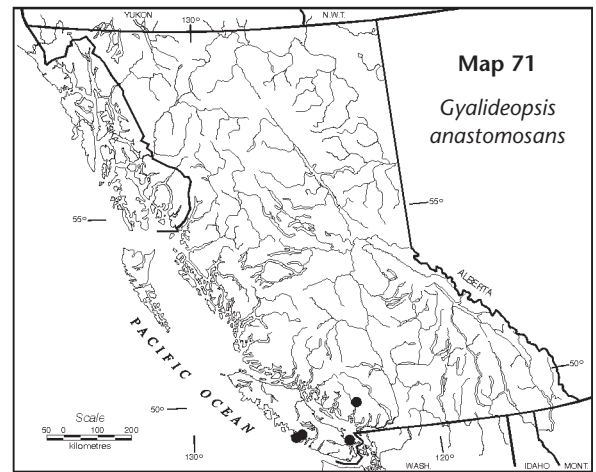 YUKON
130°
N.W.T.
Map 71
Gyalideopsis
anastomosans
55°
55°
ALBERTA
PACIFIC OCEAN
50°
50°
Scale
50 0 100 200
kilometres
130°
120°
WASH.
IDAHO
MONT.